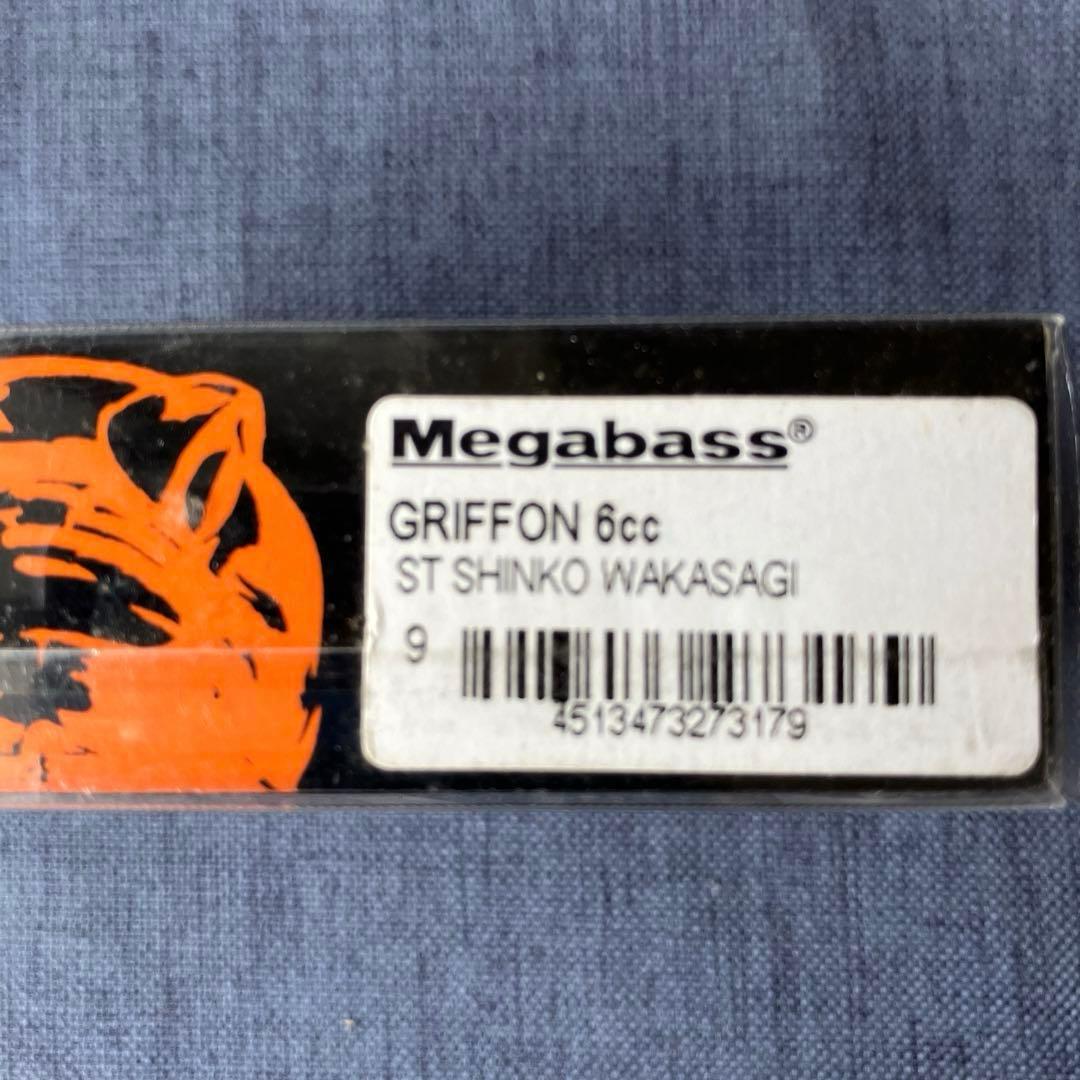 Megabass®
GRIFFON 6cc
ST SHINKO WAKASAGI
9
4513473273179